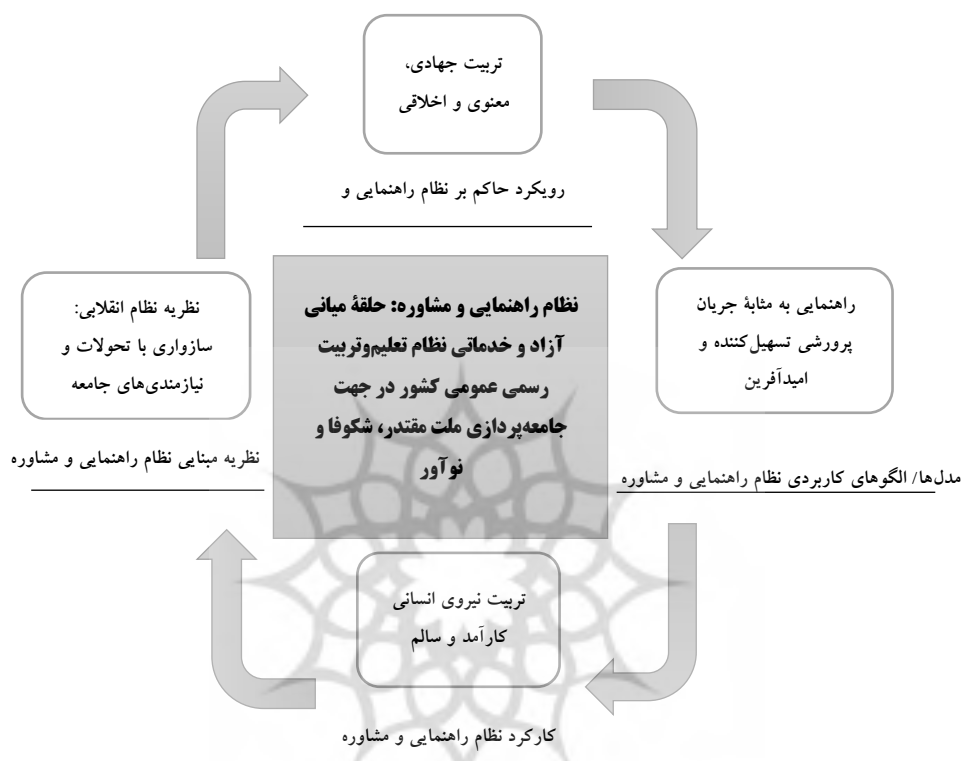 تربیت جهادی،
معنوی و اخلاقی
رویکرد حاکم بر نظام راهنمایی و
راهنمایی به مثابهٔ جریان
پرورشی تسهیل‌کننده و
امیدآفرین
مدل‌ها/ الگوهای کاربردی نظام راهنمایی و مشاوره
نظام راهنمایی و مشاوره: حلقهٔ میانی
آزاد و خدماتی نظام تعلیم‌وتربیت
رسمی عمومی کشور در جهت
جامعه‌پردازی ملت مقتدر، شکوفا و
نوآور
نظریه نظام انقلابی:
سازواری با تحولات و
نیازمندی‌های جامعه
نظریه مبنایی نظام راهنمایی و مشاوره
تربیت نیروی انسانی
کارآمد و سالم
کارکرد نظام راهنمایی و مشاوره